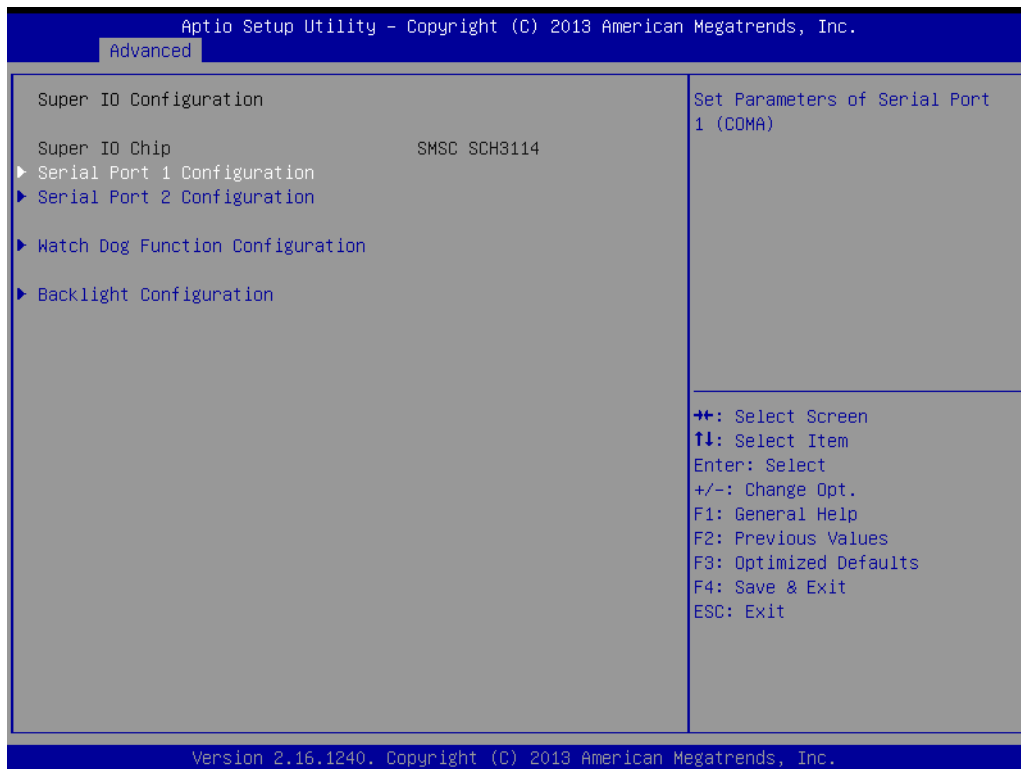 Aptio Setup Utility – Copyright (C) 2013 American Megatrends, Inc.
Advanced
Super IO Configuration
Super IO Chip SMSC SCH3114
▶ Serial Port 1 Configuration
▶ Serial Port 2 Configuration
▶ Watch Dog Function Configuration
▶ Backlight Configuration
Set Parameters of Serial Port
1 (COMA)
→←: Select Screen
↑↓: Select Item
Enter: Select
+/-: Change Opt.
F1: General Help
F2: Previous Values
F3: Optimized Defaults
F4: Save & Exit
ESC: Exit
Version 2.16.1240. Copyright (C) 2013 American Megatrends, Inc.